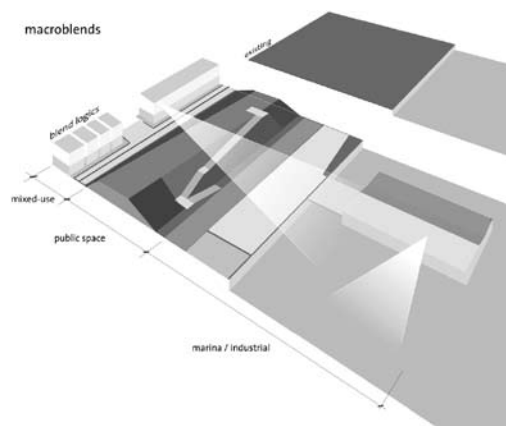 macroblends
existing
blend logics
mixed-use
public space
marina / industrial